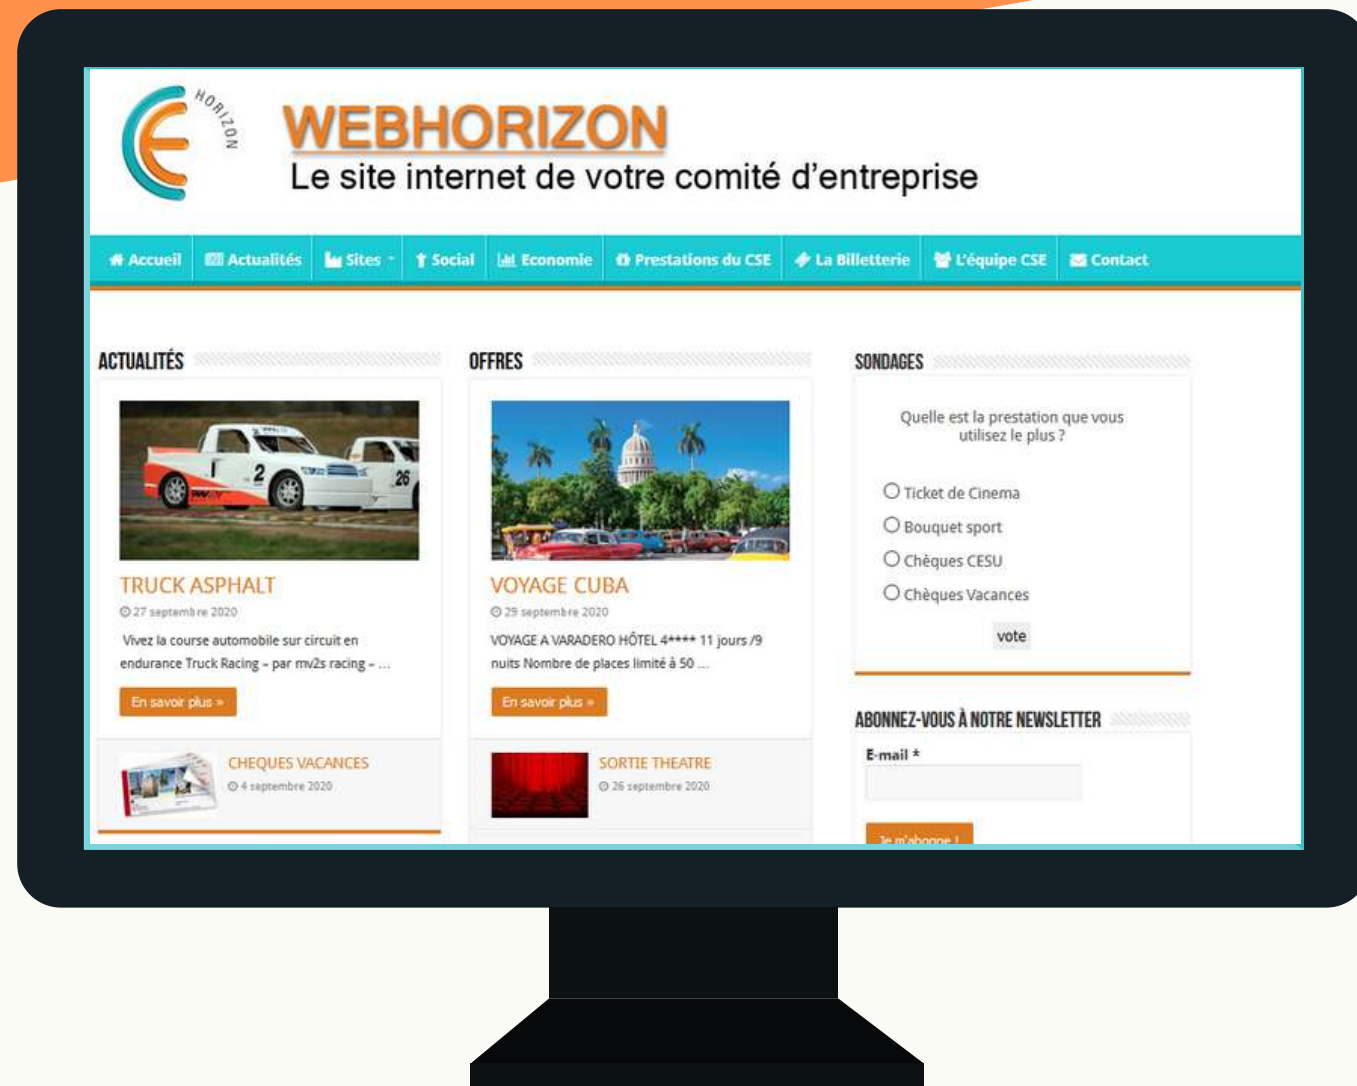 HORIZON
WEBHORIZON
Le site internet de votre comité d'entreprise
Accueil
Actualités
Sites
Social
Economie
Prestations du CSE
La Billetterie
L'équipe CSE
Contact
ACTUALITÉS
2
26
TRUCK ASPHALT
27 septembre 2020
Vivez la course automobile sur circuit en
endurance Truck Racing – par mv2s racing – ...
En savoir plus »
CHEQUES VACANCES
4 septembre 2020
OFFRES
VOYAGE CUBA
29 septembre 2020
VOYAGE A VARADERO HÔTEL 4**** 11 jours /9
nuits Nombre de places limité à 50 ...
En savoir plus »
SORTIE THEATRE
26 septembre 2020
SONDAGES
Quelle est la prestation que vous
utilisez le plus ?
Ticket de Cinema
Bouquet sport
Chèques CESU
Chèques Vacances
vote
ABONNEZ-VOUS À NOTRE NEWSLETTER
E-mail *
Je m'abonne !